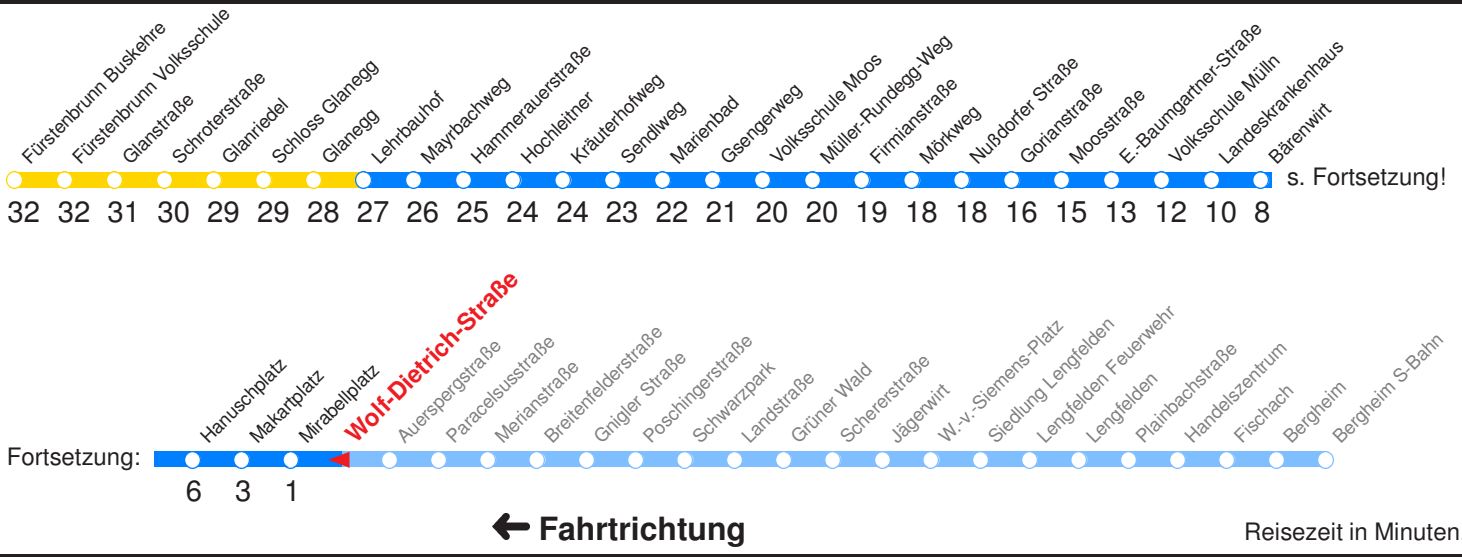 Fürstenbrunn Buskehre
Fürstenbrunn Volksschule
Glanstraße
Schroterstraße
Glanriedel
Schloss Glanegg
Glanegg
Lehrbauhof
Mayrbachweg
Hammerauerstraße
Hochleitner
Kräuterhofweg
Sendlweg
Marienbad
Gsengerweg
Volksschule Moos
Müller-Rundegg-Weg
Firmianstraße
Mörkweg
Nußdorfer Straße
Gorianstraße
Moosstraße
E.-Baumgartner-Straße
Volksschule Mülln
Landeskrankenhaus
Bärenwirt
s. Fortsetzung!
32 32 31 30 29 29 28 27 26 25 24 24 23 22 21 20 20 19 18 18 16 15 13 12 10 8
Fortsetzung:
Hanuschplatz
Makartplatz
Mirabellplatz
Wolf-Dietrich-Straße
Auerspergstraße
Paracelsusstraße
Merianstraße
Breitenfelderstraße
Gnigler Straße
Poschingerstraße
Schwarzpark
Landstraße
Grüner Wald
Schererstraße
Jägerwirt
W.-v.-Siemens-Platz
Siedlung Lengfelden
Lengfelden Feuerwehr
Lengfelden
Plainbachstraße
Handelszentrum
Fischach
Bergheim
Bergheim S-Bahn
6 3 1
← Fahrtrichtung
Reisezeit in Minuten